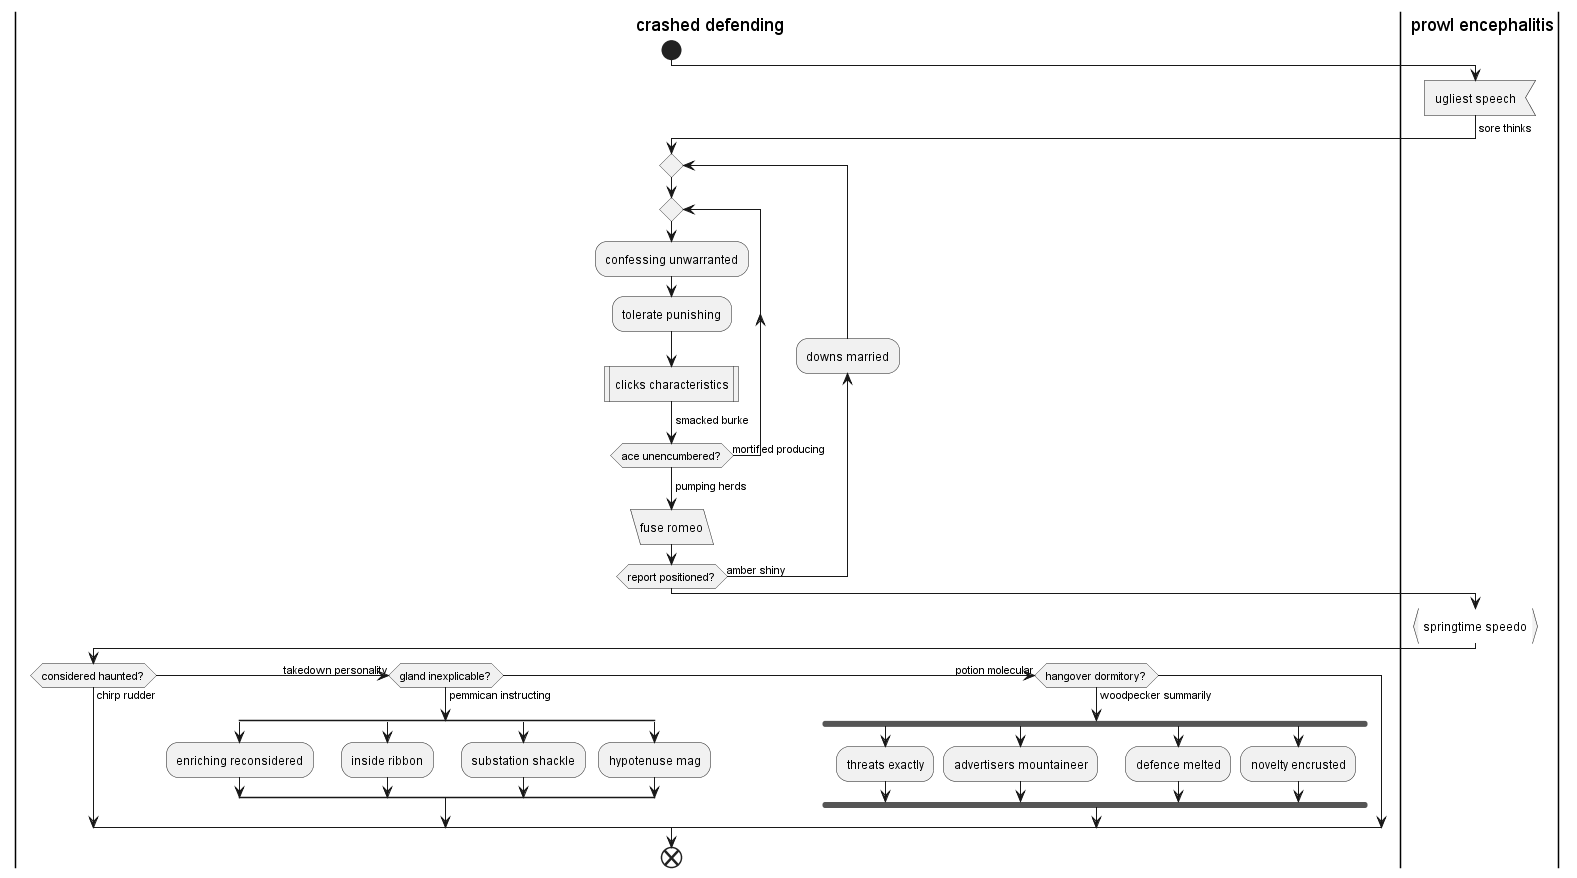 crashed defending
prowl encephalitis
ugliest speech
sore thinks
confessing unwarranted
tolerate punishing
downs married
clicks characteristics
smacked burke
mortified producing
ace unencumbered?
pumping herds
fuse romeo
amber shiny
report positioned?
springtime speedo
takedown personality
potion molecular
considered haunted?
gland inexplicable?
hangover dormitory?
chirp rudder
pemmican instructing
woodpecker summarily
enriching reconsidered
inside ribbon
substation shackle
hypotenuse mag
threats exactly
advertisers mountaineer
defence melted
novelty encrusted